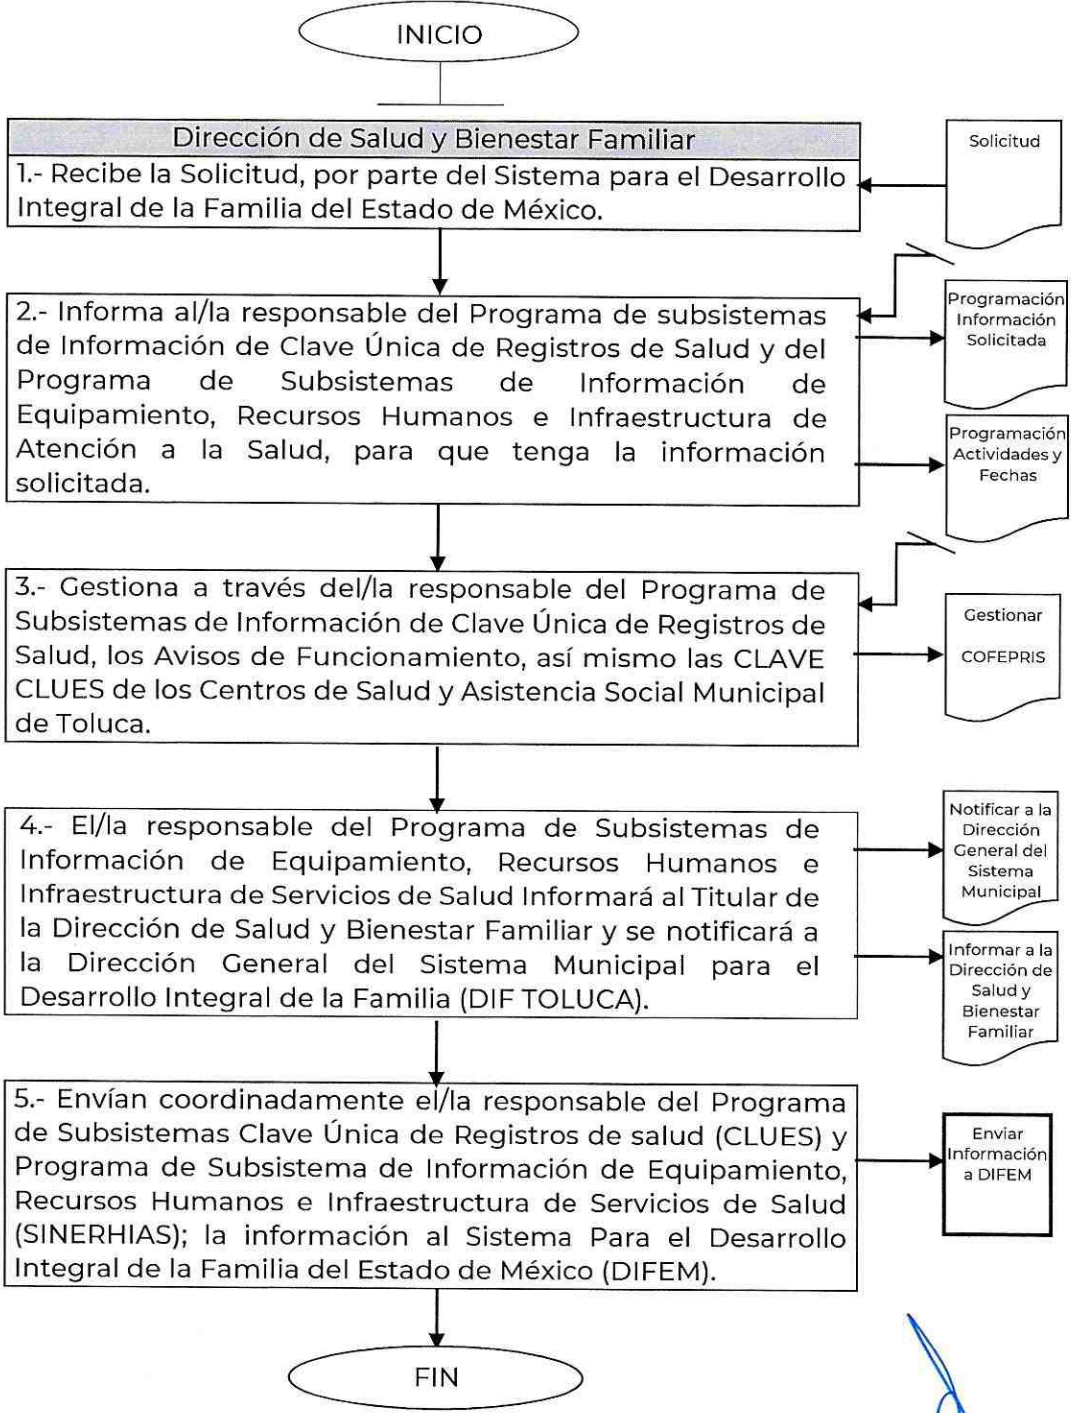 INICIO
Dirección de Salud y Bienestar Familiar
1.- Recibe la Solicitud, por parte del Sistema para el Desarrollo
Integral de la Familia del Estado de México.
Solicitud
2.- Informa al/la responsable del Programa de subsistemas
de Información de Clave Única de Registros de Salud y del
Programa de Subsistemas de Información de
Equipamiento, Recursos Humanos e Infraestructura de
Atención a la Salud, para que tenga la información
solicitada.
Programación
Información
Solicitada
Programación
Actividades y
Fechas
3.- Gestiona a través del/la responsable del Programa de
Subsistemas de Información de Clave Única de Registros de
Salud, los Avisos de Funcionamiento, así mismo las CLAVE
CLUES de los Centros de Salud y Asistencia Social Municipal
de Toluca.
Gestionar
COFEPRIS
4.- El/la responsable del Programa de Subsistemas de
Información de Equipamiento, Recursos Humanos e
Infraestructura de Servicios de Salud Informará al Titular de
la Dirección de Salud y Bienestar Familiar y se notificará a
la Dirección General del Sistema Municipal para el
Desarrollo Integral de la Familia (DIF TOLUCA).
Notificar a la
Dirección
General del
Sistema
Municipal
Informar a la
Dirección de
Salud y
Bienestar
Familiar
5.- Envían coordinadamente el/la responsable del Programa
de Subsistemas Clave Única de Registros de salud (CLUES) y
Programa de Subsistema de Información de Equipamiento,
Recursos Humanos e Infraestructura de Servicios de Salud
(SINERHIAS); la información al Sistema Para el Desarrollo
Integral de la Familia del Estado de México (DIFEM).
Enviar
Información
a DIFEM
FIN